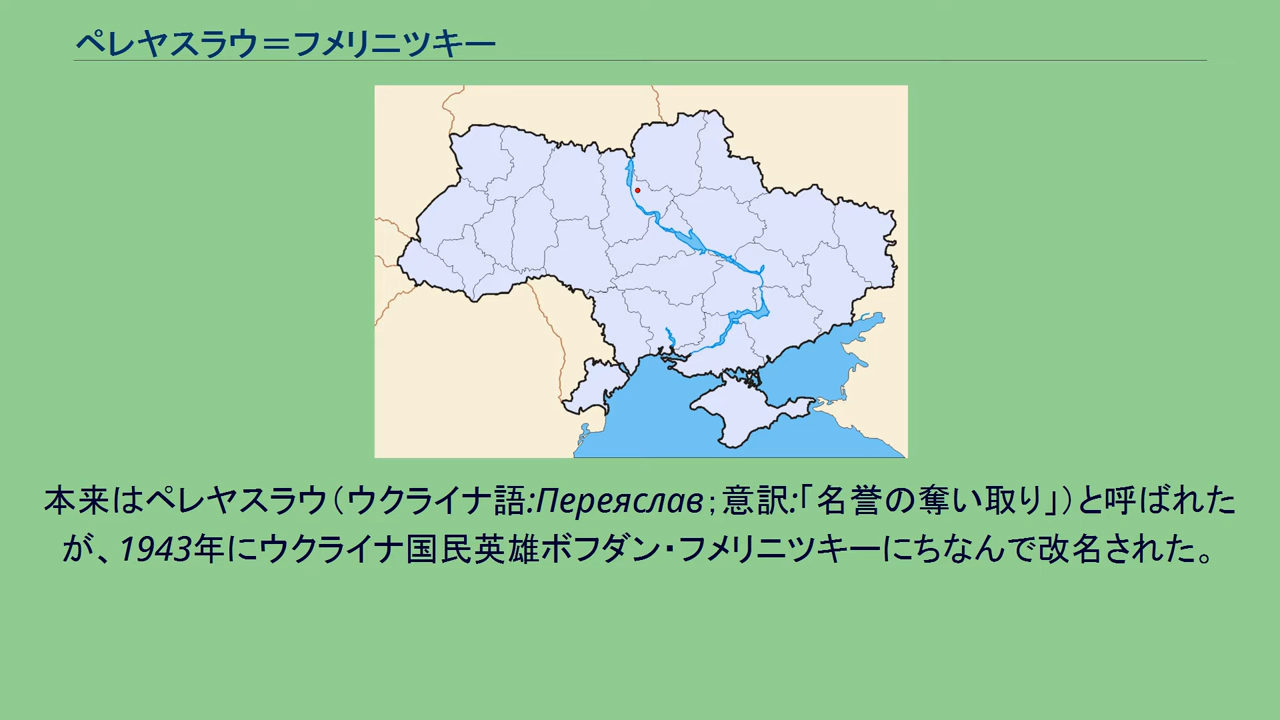 ペレヤスラウ＝フメリニツキー
本来はペレヤスラウ（ウクライナ語:Переяслав；意訳:「名誉の奪い取り」）と呼ばれた
が、1943年にウクライナ国民英雄ボフダン・フメリニツキーにちなんで改名された。